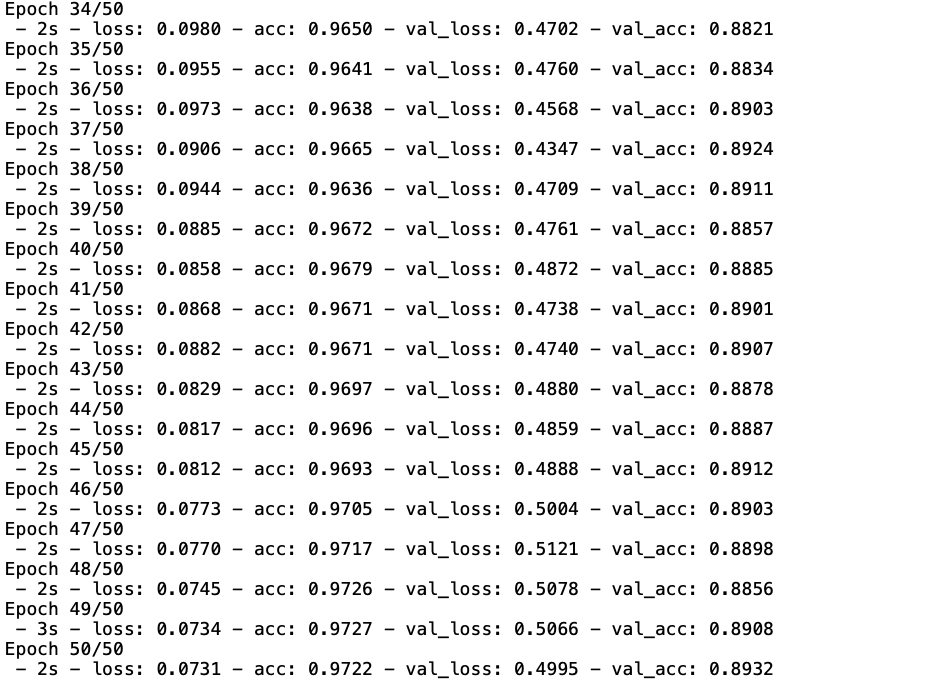 Epoch 34/50
 - 2s - loss: 0.0980 - acc: 0.9650 - val_loss: 0.4702 - val_acc: 0.8821
Epoch 35/50
 - 2s - loss: 0.0955 - acc: 0.9641 - val_loss: 0.4760 - val_acc: 0.8834
Epoch 36/50
 - 2s - loss: 0.0973 - acc: 0.9638 - val_loss: 0.4568 - val_acc: 0.8903
Epoch 37/50
 - 2s - loss: 0.0906 - acc: 0.9665 - val_loss: 0.4347 - val_acc: 0.8924
Epoch 38/50
 - 2s - loss: 0.0944 - acc: 0.9636 - val_loss: 0.4709 - val_acc: 0.8911
Epoch 39/50
 - 2s - loss: 0.0885 - acc: 0.9672 - val_loss: 0.4761 - val_acc: 0.8857
Epoch 40/50
 - 2s - loss: 0.0858 - acc: 0.9679 - val_loss: 0.4872 - val_acc: 0.8885
Epoch 41/50
 - 2s - loss: 0.0868 - acc: 0.9671 - val_loss: 0.4738 - val_acc: 0.8901
Epoch 42/50
 - 2s - loss: 0.0882 - acc: 0.9671 - val_loss: 0.4740 - val_acc: 0.8907
Epoch 43/50
 - 2s - loss: 0.0829 - acc: 0.9697 - val_loss: 0.4880 - val_acc: 0.8878
Epoch 44/50
 - 2s - loss: 0.0817 - acc: 0.9696 - val_loss: 0.4859 - val_acc: 0.8887
Epoch 45/50
 - 2s - loss: 0.0812 - acc: 0.9693 - val_loss: 0.4888 - val_acc: 0.8912
Epoch 46/50
 - 2s - loss: 0.0773 - acc: 0.9705 - val_loss: 0.5004 - val_acc: 0.8903
Epoch 47/50
 - 2s - loss: 0.0770 - acc: 0.9717 - val_loss: 0.5121 - val_acc: 0.8898
Epoch 48/50
 - 2s - loss: 0.0745 - acc: 0.9726 - val_loss: 0.5078 - val_acc: 0.8856
Epoch 49/50
 - 3s - loss: 0.0734 - acc: 0.9727 - val_loss: 0.5066 - val_acc: 0.8908
Epoch 50/50
 - 2s - loss: 0.0731 - acc: 0.9722 - val_loss: 0.4995 - val_acc: 0.8932